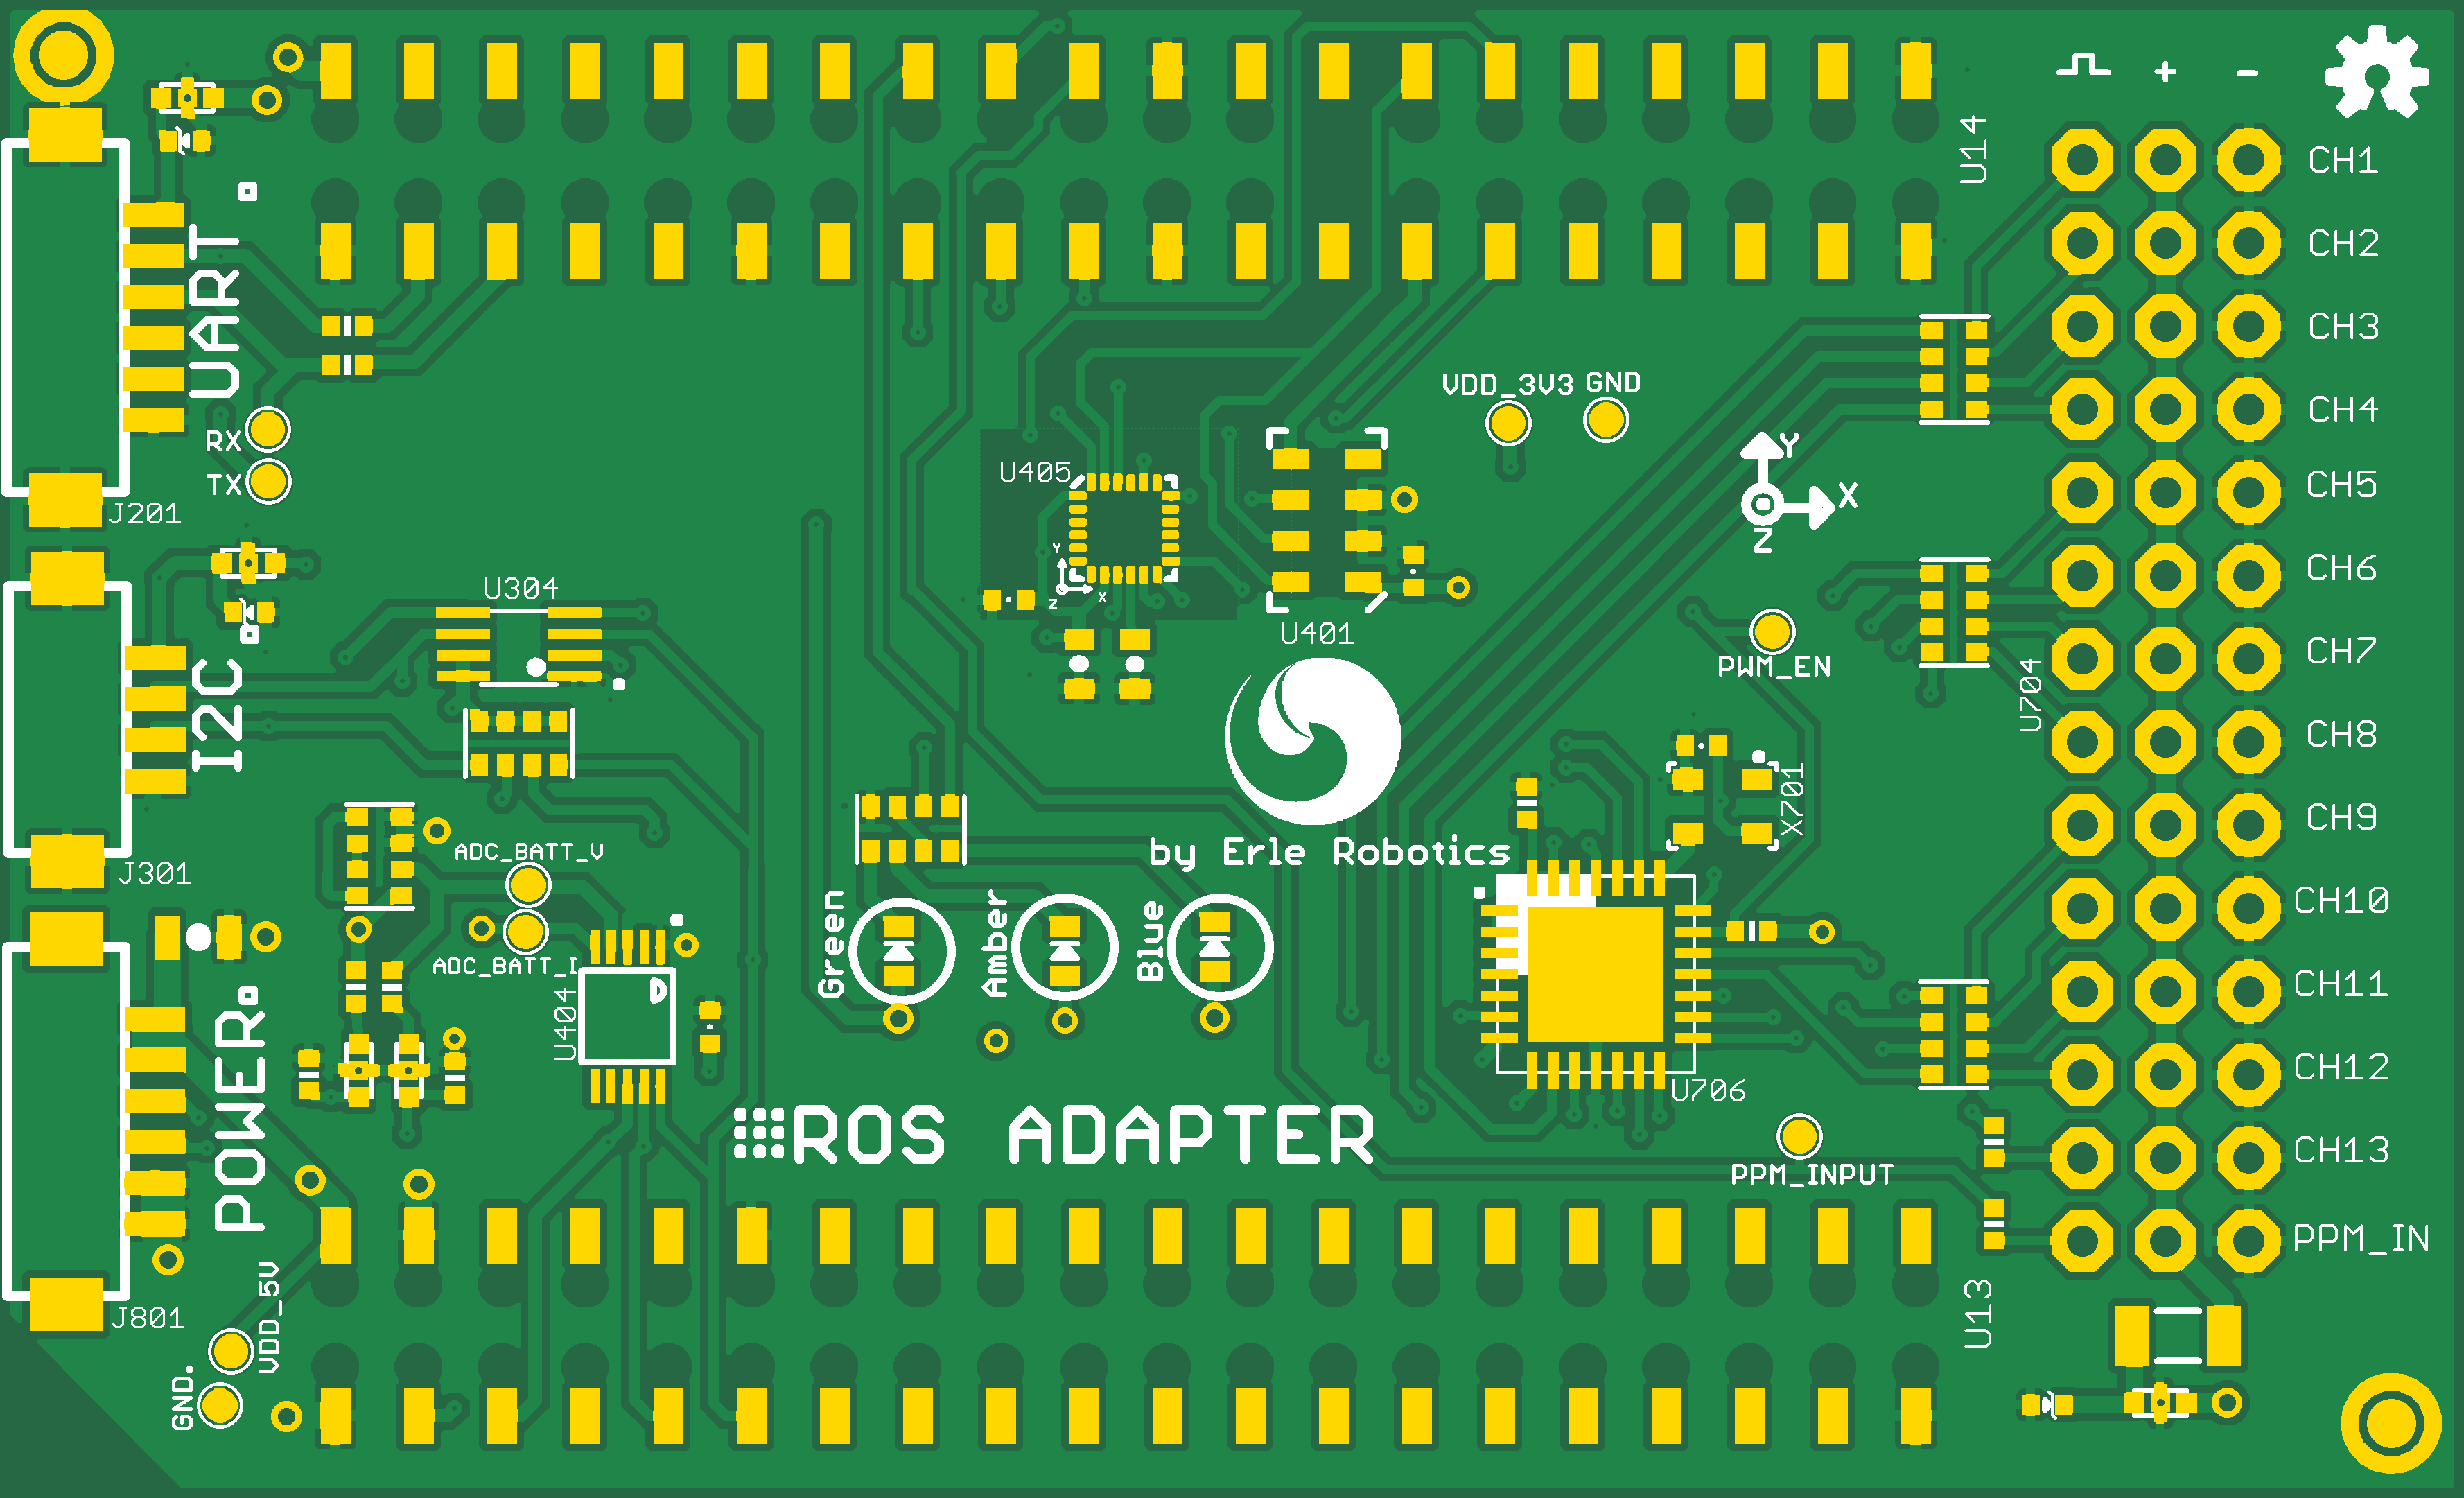 + -
U14
CH1
CH2
CH3
CH4
CH5
CH6
CH7
CH8
CH9
CH10
CH11
CH12
CH13
PPM_IN
UART
RX
TX
J201
I2C
J301
U304
ADC_BATT_V
ADC_BATT_I
U404
POWER
J801
VDD_5V
GND.
U405
Y
X
Z
U401
VDD_3V3 GND
Y
X
Z
PWM_EN
U704
X701
by Erle Robotics
Green
Amber
Blue
U706
ROS ADAPTER
PPM_INPUT
U13